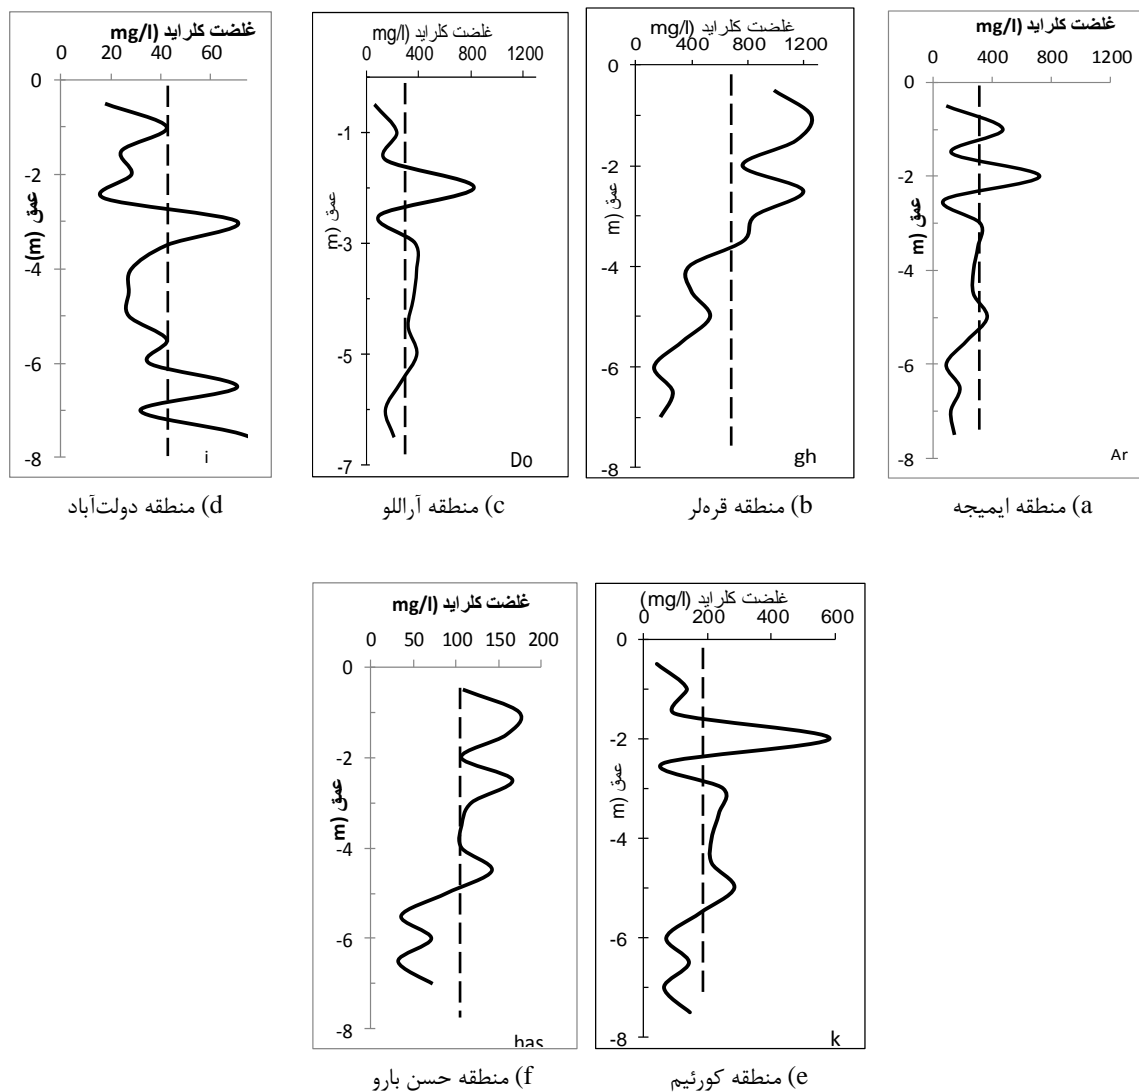 غلضت کلراید (mg/l
0 20 40 60
0
-2
-4
-6
-8
عمق (m)
i
d) منطقه دولت‌آباد
غلضت کلراید (mg/l
0 400 800 1200
-1
-3
-5
-7
عمق (m
Do
c) منطقه آراللو
غلضت کلراید (mg/l
0 400 800 1200
0
-2
-4
-6
-8
عمق (m
gh
b) منطقه قره‌لر
غلضت کلراید (mg/l
0 400 800 1200
0
-2
-4
-6
-8
عمق (m
Ar
a) منطقه ایمیجه
غلضت کلراید (mg/l
0 50 100 150 200
0
-2
-4
-6
-8
عمق (m
has
f) منطقه حسن بارو
غلضت کلراید (mg/l)
0 200 400 600
0
-2
-4
-6
-8
عمق (m
k
e) منطقه کورئیم